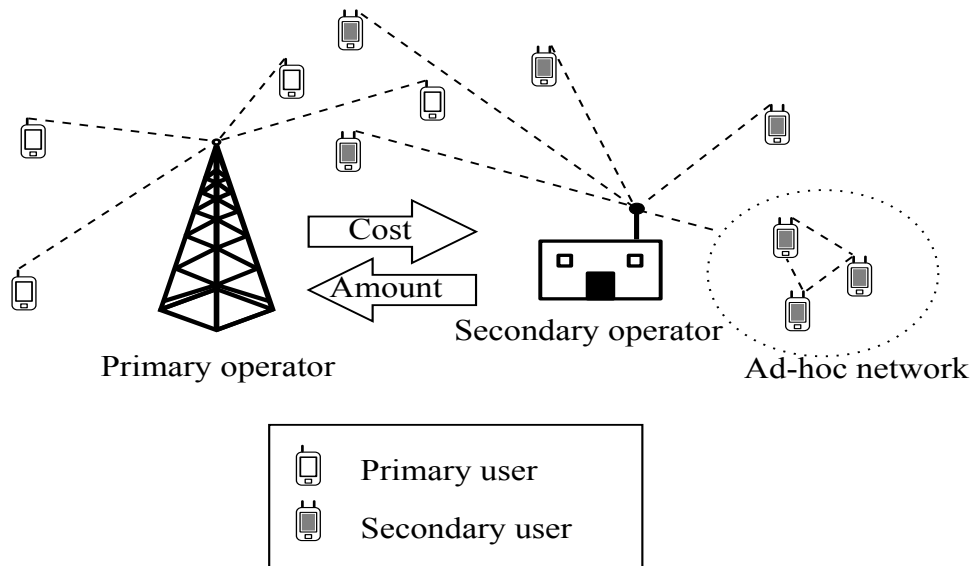 Cost
Amount
Secondary operator
Primary operator
Ad-hoc network
Primary user
Secondary user